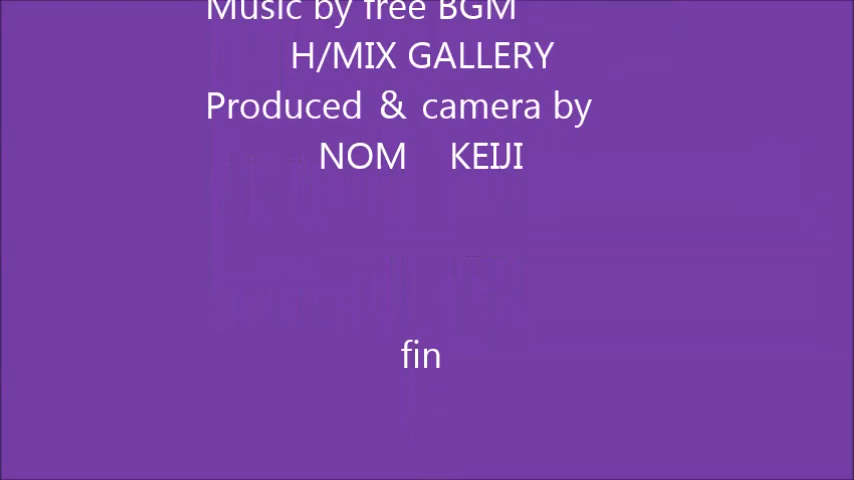 Music by free BGM
H/MIX GALLERY
Produced & camera by
NOM KEIJI
fin